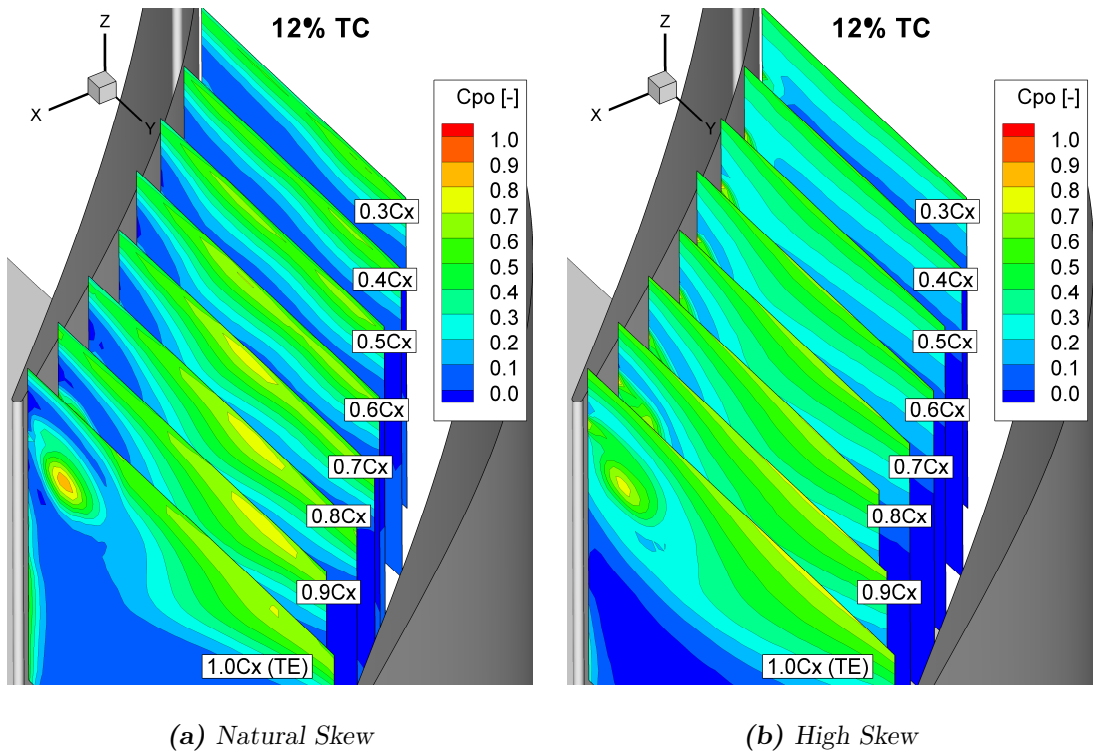 12% TC
Z
X
Y
Cpo [-]
1.0
0.9
0.8
0.7
0.6
0.5
0.4
0.3
0.2
0.1
0.0
0.3Cx
0.4Cx
0.5Cx
0.6Cx
0.7Cx
0.8Cx
0.9Cx
1.0Cx (TE)
(a) Natural Skew
12% TC
Z
X
Y
Cpo [-]
1.0
0.9
0.8
0.7
0.6
0.5
0.4
0.3
0.2
0.1
0.0
0.3Cx
0.4Cx
0.5Cx
0.6Cx
0.7Cx
0.8Cx
0.9Cx
1.0Cx (TE)
(b) High Skew